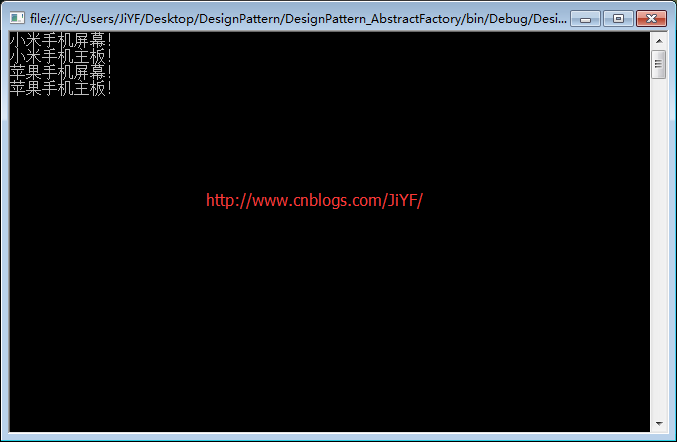 file:///C:/Users/JiYF/Desktop/DesignPattern/DesignPattern_AbstractFactory/bin/Debug/Desi...
小米手机屏幕!
小米手机主板!
苹果手机屏幕!
苹果手机主板!
http://www.cnblogs.com/JiYF/